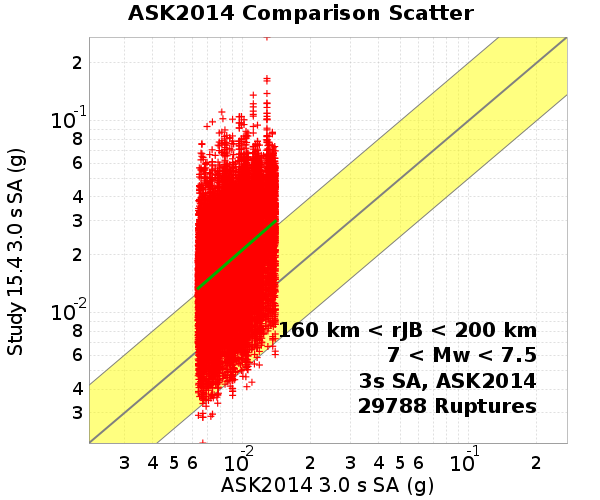 ASK2014 Comparison Scatter
Study 15.4 3.0 s SA (g)
2
10-1
8
6
4
3
2
10-2
8
6
4
3
160 km < rJB < 200 km
7 < Mw < 7.5
3s SA, ASK2014
29788 Ruptures
3 4 5 6 10-2 2 3 4 5 6 10-1 2
ASK2014 3.0 s SA (g)